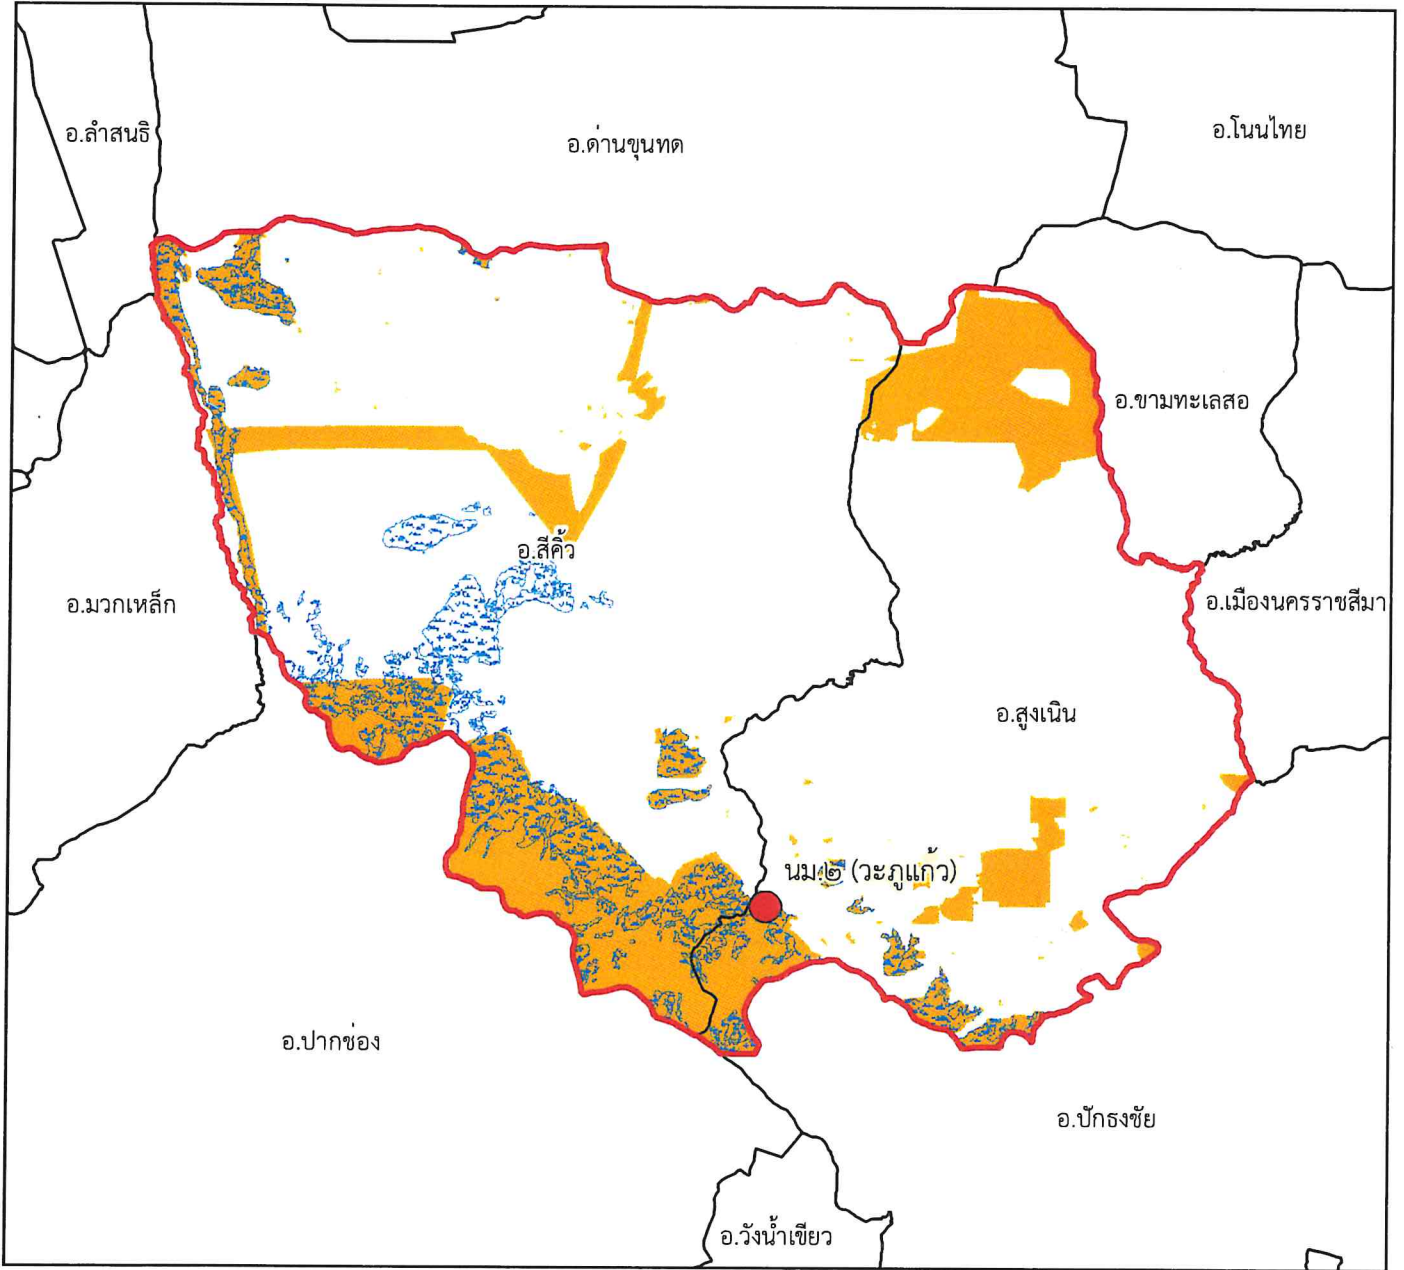 อ.ลำสนธิ
อ.ด่านขุนทด
อ.โนนไทย
อ.ขามทะเลสอ
อ.สีคิ้ว
อ.มวกเหล็ก
อ.เมืองนครราชสีมา
อ.สูงเนิน
นม.๒ (วะภูแก้ว)
อ.ปากช่อง
อ.ปักธงชัย
อ.วังน้ำเขียว